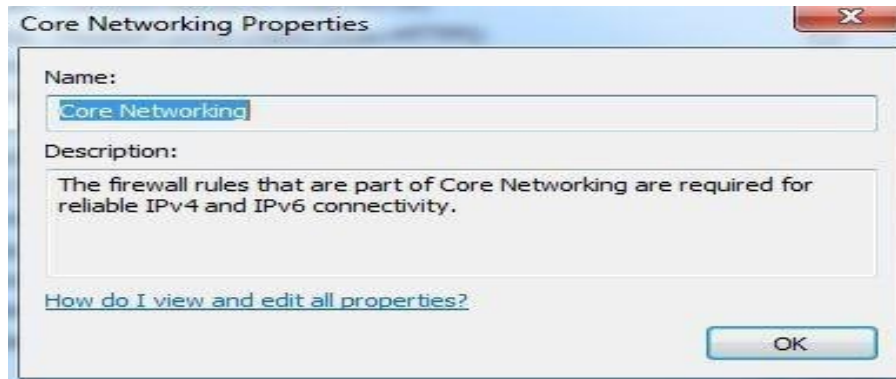 Core Networking Properties
Name:
Core Networking
Description:
The firewall rules that are part of Core Networking are required for
reliable IPv4 and IPv6 connectivity.
How do I view and edit all properties?
OK